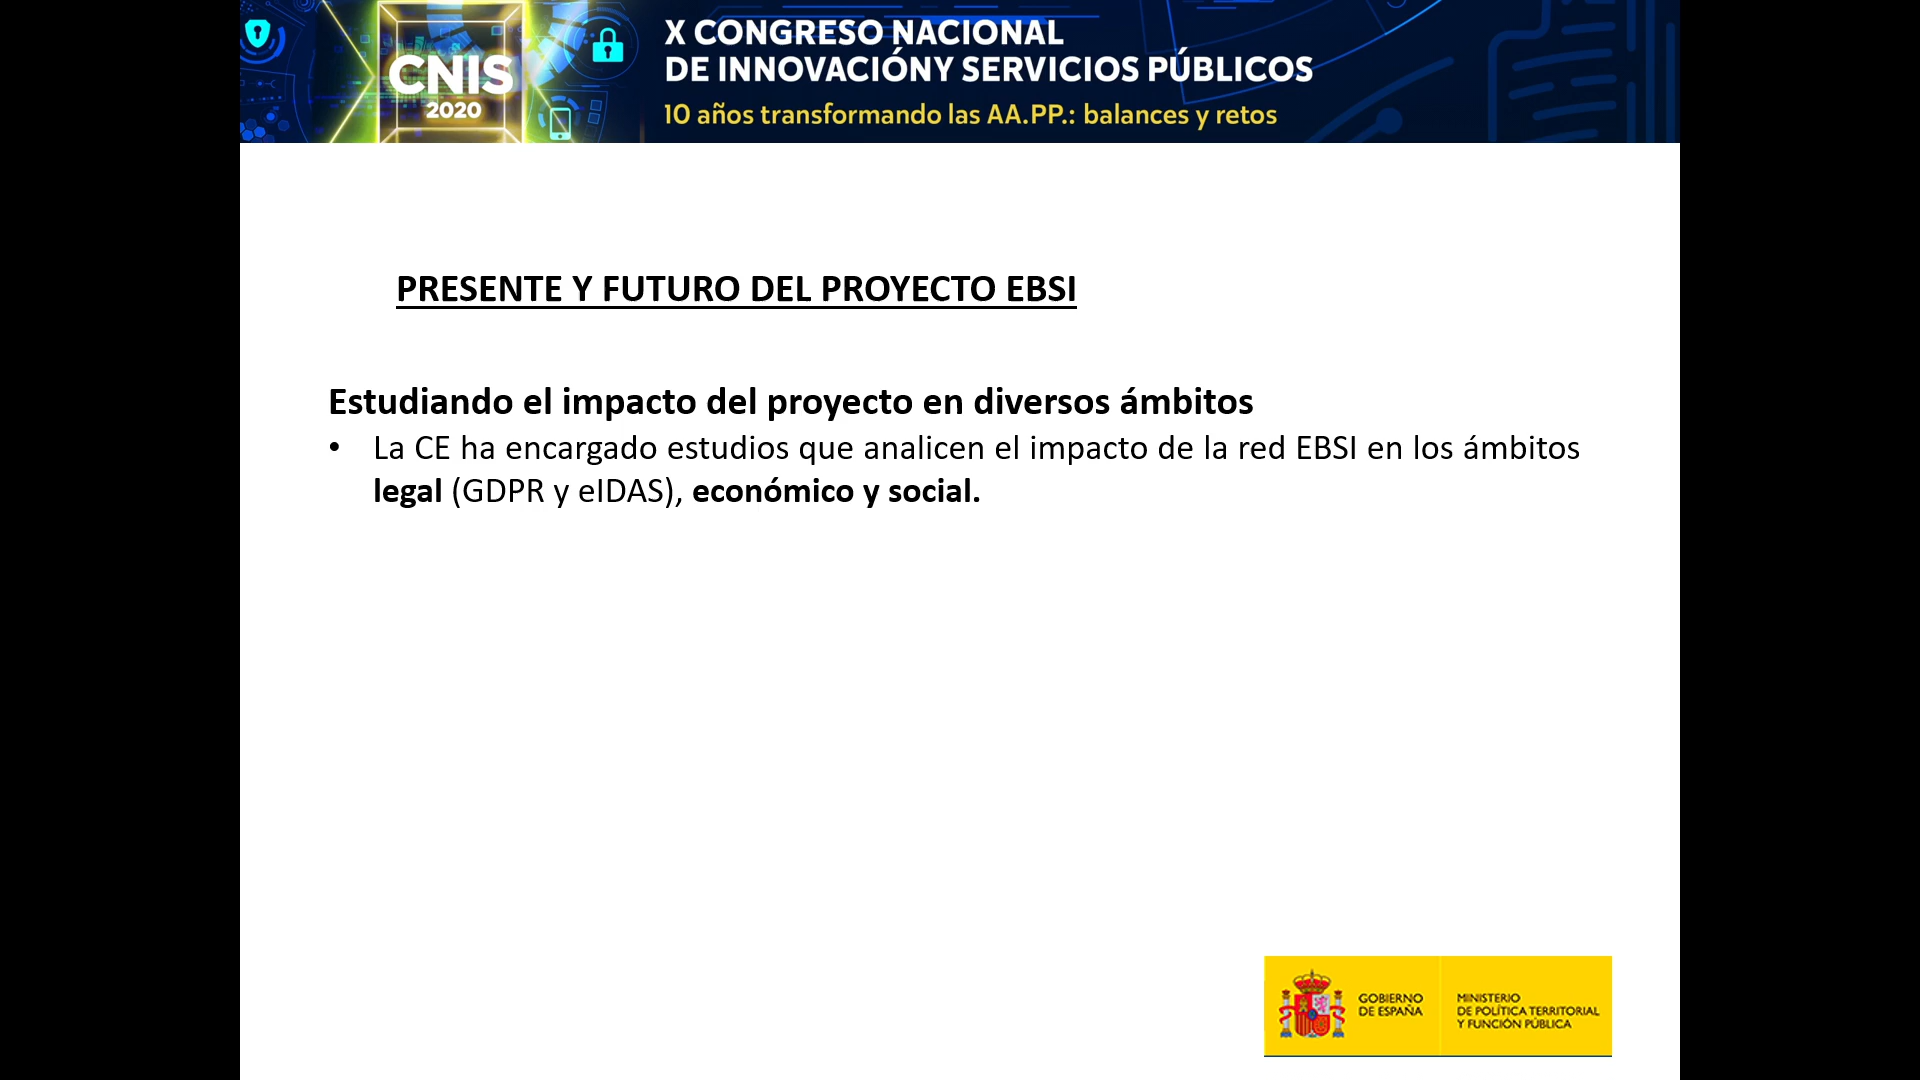 CNIS
2020
X CONGRESO NACIONAL
DE INNOVACIÓNY SERVICIOS PÚBLICOS
10 años transformando las AA.PP.: balances y retos
PRESENTE Y FUTURO DEL PROYECTO EBSI
Estudiando el impacto del proyecto en diversos ámbitos
• La CE ha encargado estudios que analicen el impacto de la red EBSI en los ámbitos
legal (GDPR y eIDAS), económico y social.
GOBIERNO
DE ESPAÑA
MINISTERIO
DE POLÍTICA TERRITORIAL
Y FUNCIÓN PÚBLICA